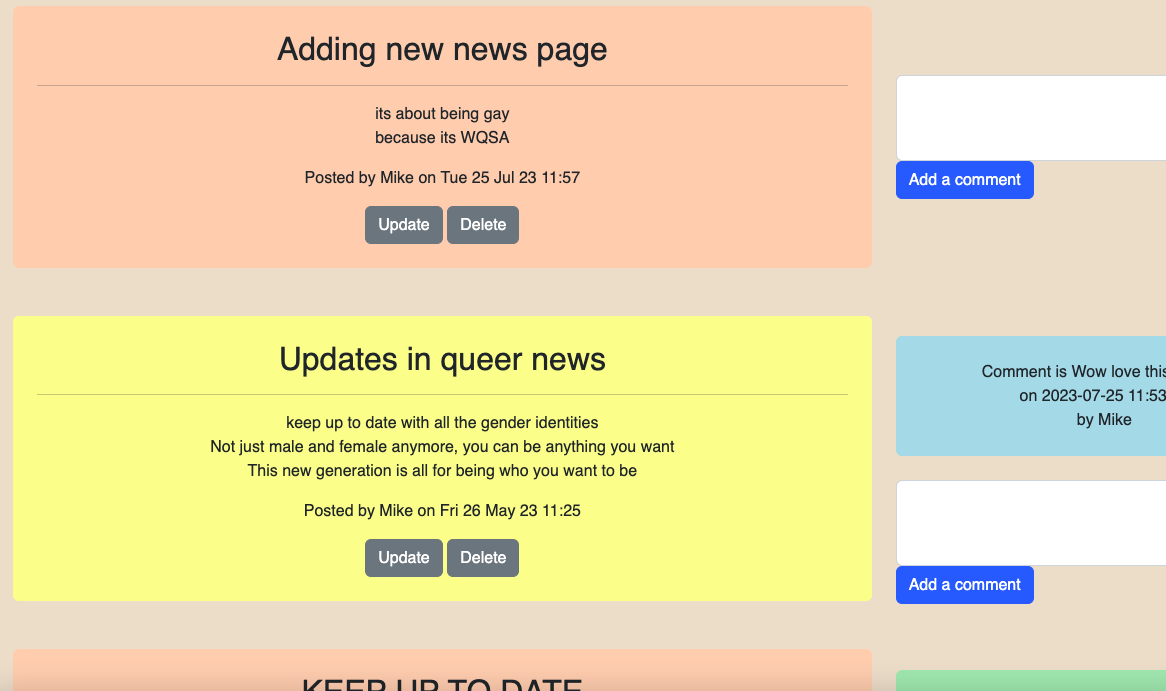 Adding new news page
its about being gay
because its WQSA
Posted by Mike on Tue 25 Jul 23 11:57
Update Delete
Add a comment
Updates in queer news
keep up to date with all the gender identities
Not just male and female anymore, you can be anything you want
This new generation is all for being who you want to be
Posted by Mike on Fri 26 May 23 11:25
Update Delete
Comment is Wow love this
on 2023-07-25 11:53
by Mike
Add a comment
KEEP UP TO DATE